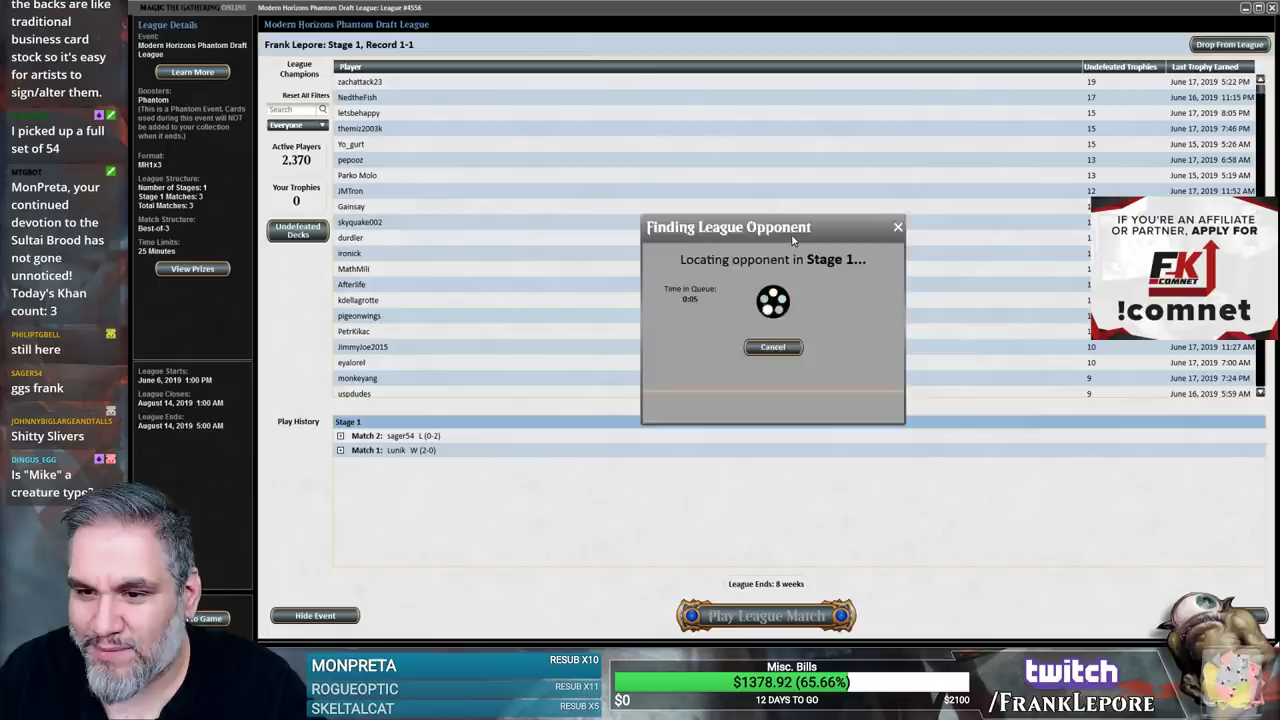 the backs are like
traditional
business card
stock so it's easy
for artists to
sign/alter them.
I picked up a full
set of 54
MTGBOT
MonPreta, your
continued
devotion to the
Sultai Brood has
not gone
unnoticed!
Today's Khan
count: 3
PHILIPTGBELL
still here
SAGER54
ggs frank
JOHNNYBIGLARGEANDTALLS
Shitty Slivers
DINGUS_EGG
Is "Mike" a
creature type?
MAGIC THE GATHERING ONLINE
Modern Horizons Phantom Draft League: League #4556
League Details
Event:
Modern Horizons Phantom Draft
League
Learn More
Boosters:
Phantom
(This is a Phantom Event. Cards
used during this event will NOT
be added to your collection
when it ends.)
Format:
MH1x3
League Structure:
Number of Stages: 1
Stage 1 Matches: 3
Total Matches: 3
Match Structure:
Best-of-3
Time Limits:
25 Minutes
View Prizes
League Starts:
June 6, 2019 1:00 PM
League Closes:
August 14, 2019 1:00 AM
League Ends:
August 14, 2019 5:00 AM
to Game
Modern Horizons Phantom Draft League
Frank Lepore: Stage 1, Record 1-1
Drop From League
League
Champions
Reset All Filters
Search
Everyone
Active Players
2,370
Your Trophies
0
Undefeated
Decks
Player Undefeated Trophies Last Trophy Earned
zachattack23 19 June 17, 2019 5:22 PM
NedtheFish 17 June 16, 2019 11:15 PM
letsbehappy 15 June 17, 2019 8:05 PM
themiz2003k 15 June 17, 2019 7:46 PM
Yo_gurt 15 June 15, 2019 5:26 AM
pepooz 13 June 17, 2019 6:58 AM
Parko Molo 13 June 15, 2019 5:19 AM
JMTron 12 June 17, 2019 11:52 AM
Gainsay
skyquake002
durdler
ironick
MathMili
Afterlife
kdellagrotte
pigeonwings
PetrKikac
JimmyJoe2015 10 June 17, 2019 11:27 AM
eyalorel 10 June 17, 2019 7:00 AM
monkeyang 9 June 17, 2019 7:24 PM
uspdudes 9 June 16, 2019 5:59 AM
Finding League Opponent
Locating opponent in Stage 1...
Time in Queue:
0:05
Cancel
IF YOU'RE AN AFFILIATE
OR PARTNER, APPLY FOR
COMNET
!comnet
Play History
Stage 1
Match 2: sager54 L (0-2)
Match 1: Lunik W (2-0)
League Ends: 8 weeks
Hide Event
Play League Match
MONPRETA RESUB X10
ROGUEOPTIC RESUB X11
SKELTALCAT RESUB X5
Misc. Bills
$1378.92 (65.66%)
$0 12 DAYS TO GO $2100
twitch
/FRANKLEPORE